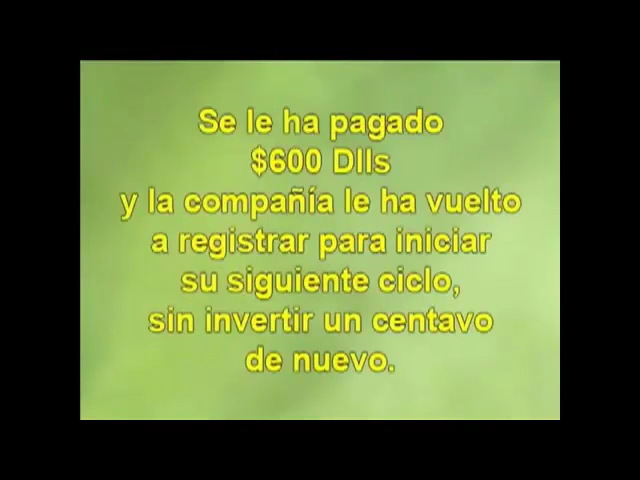 Se le ha pagado
$600 Dlls
y la compañía le ha vuelto
a registrar para iniciar
su siguiente ciclo,
sin invertir un centavo
de nuevo.